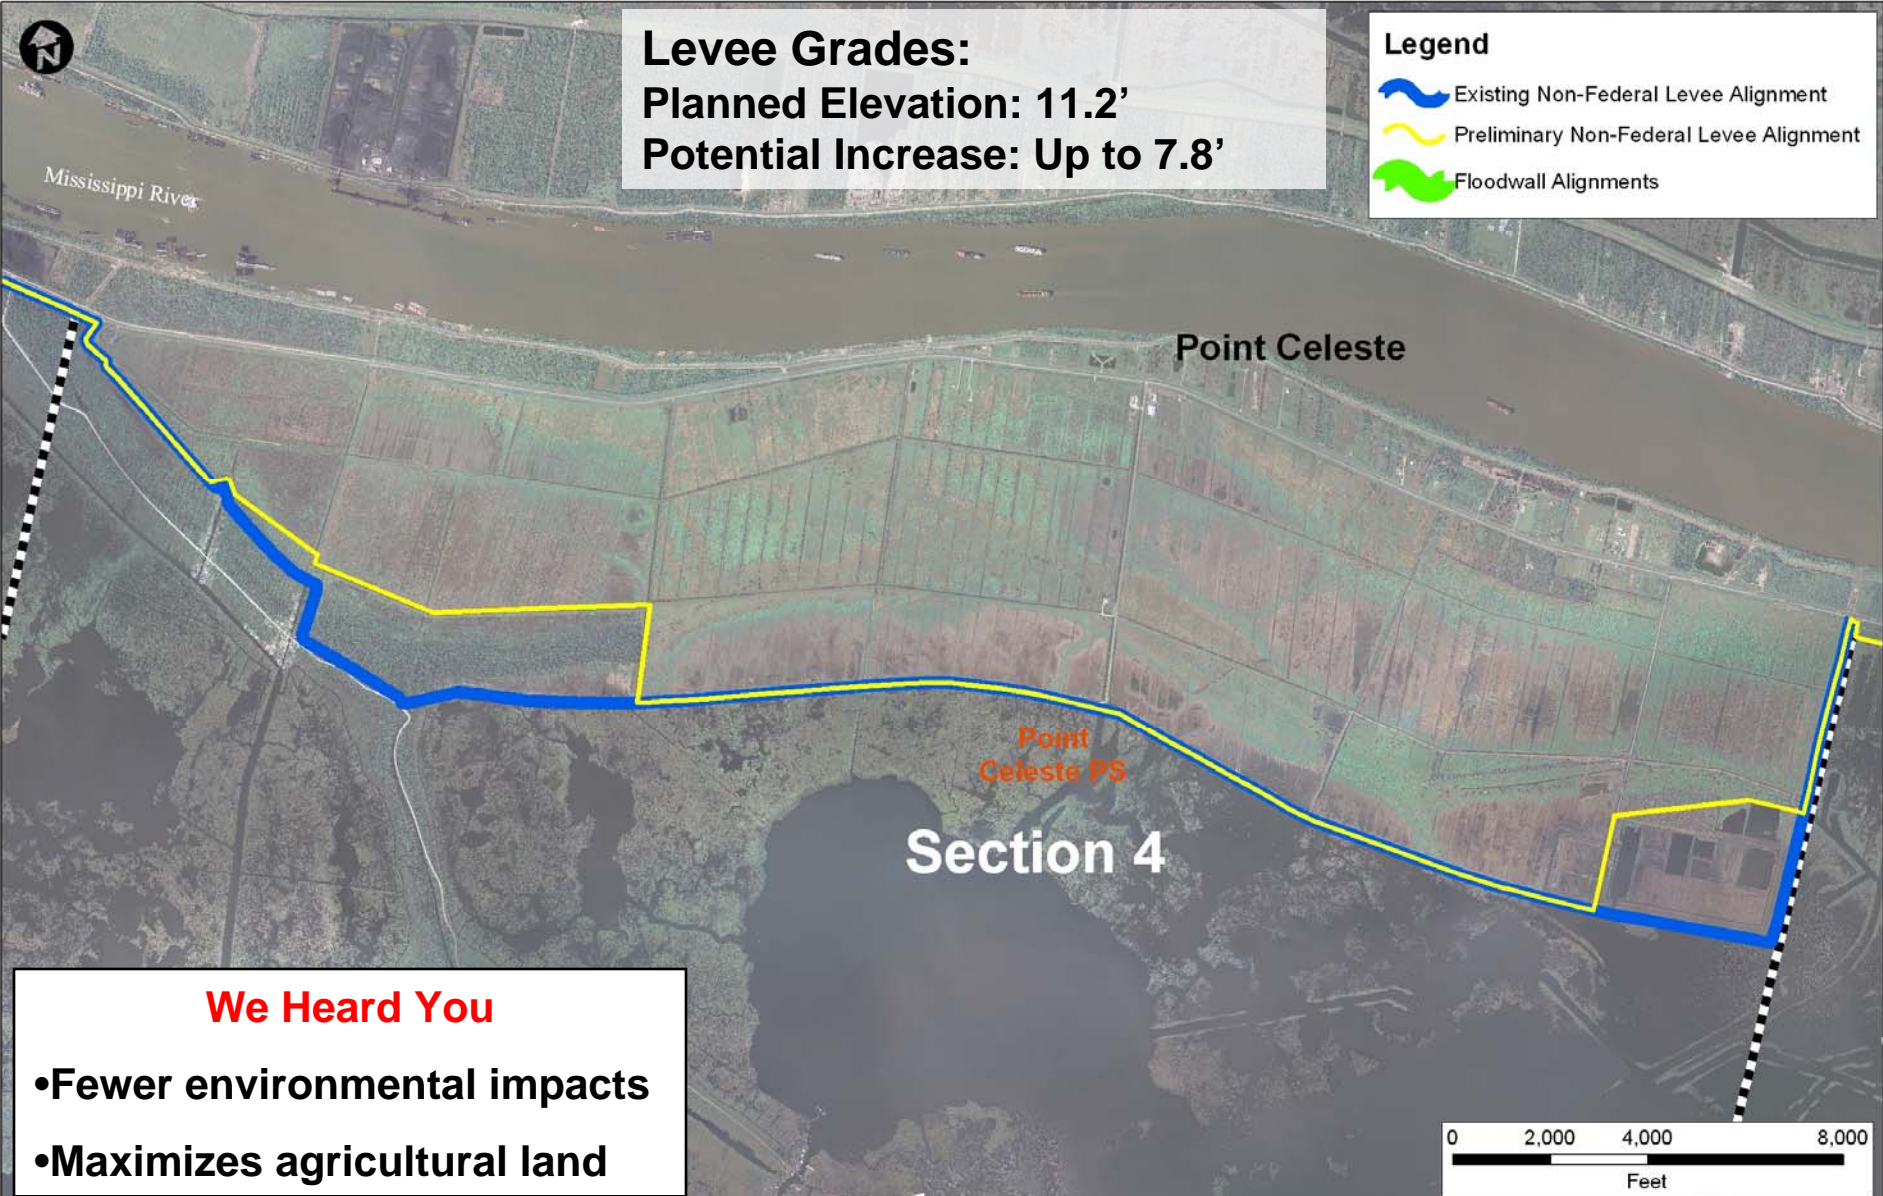 N
Levee Grades:
Planned Elevation: 11.2’
Potential Increase: Up to 7.8’
Legend
Existing Non-Federal Levee Alignment
Preliminary Non-Federal Levee Alignment
Floodwall Alignments
Mississippi River
Point Celeste
Point
Celeste PS
Section 4
We Heard You
•Fewer environmental impacts
•Maximizes agricultural land
0 2,000 4,000 8,000
Feet